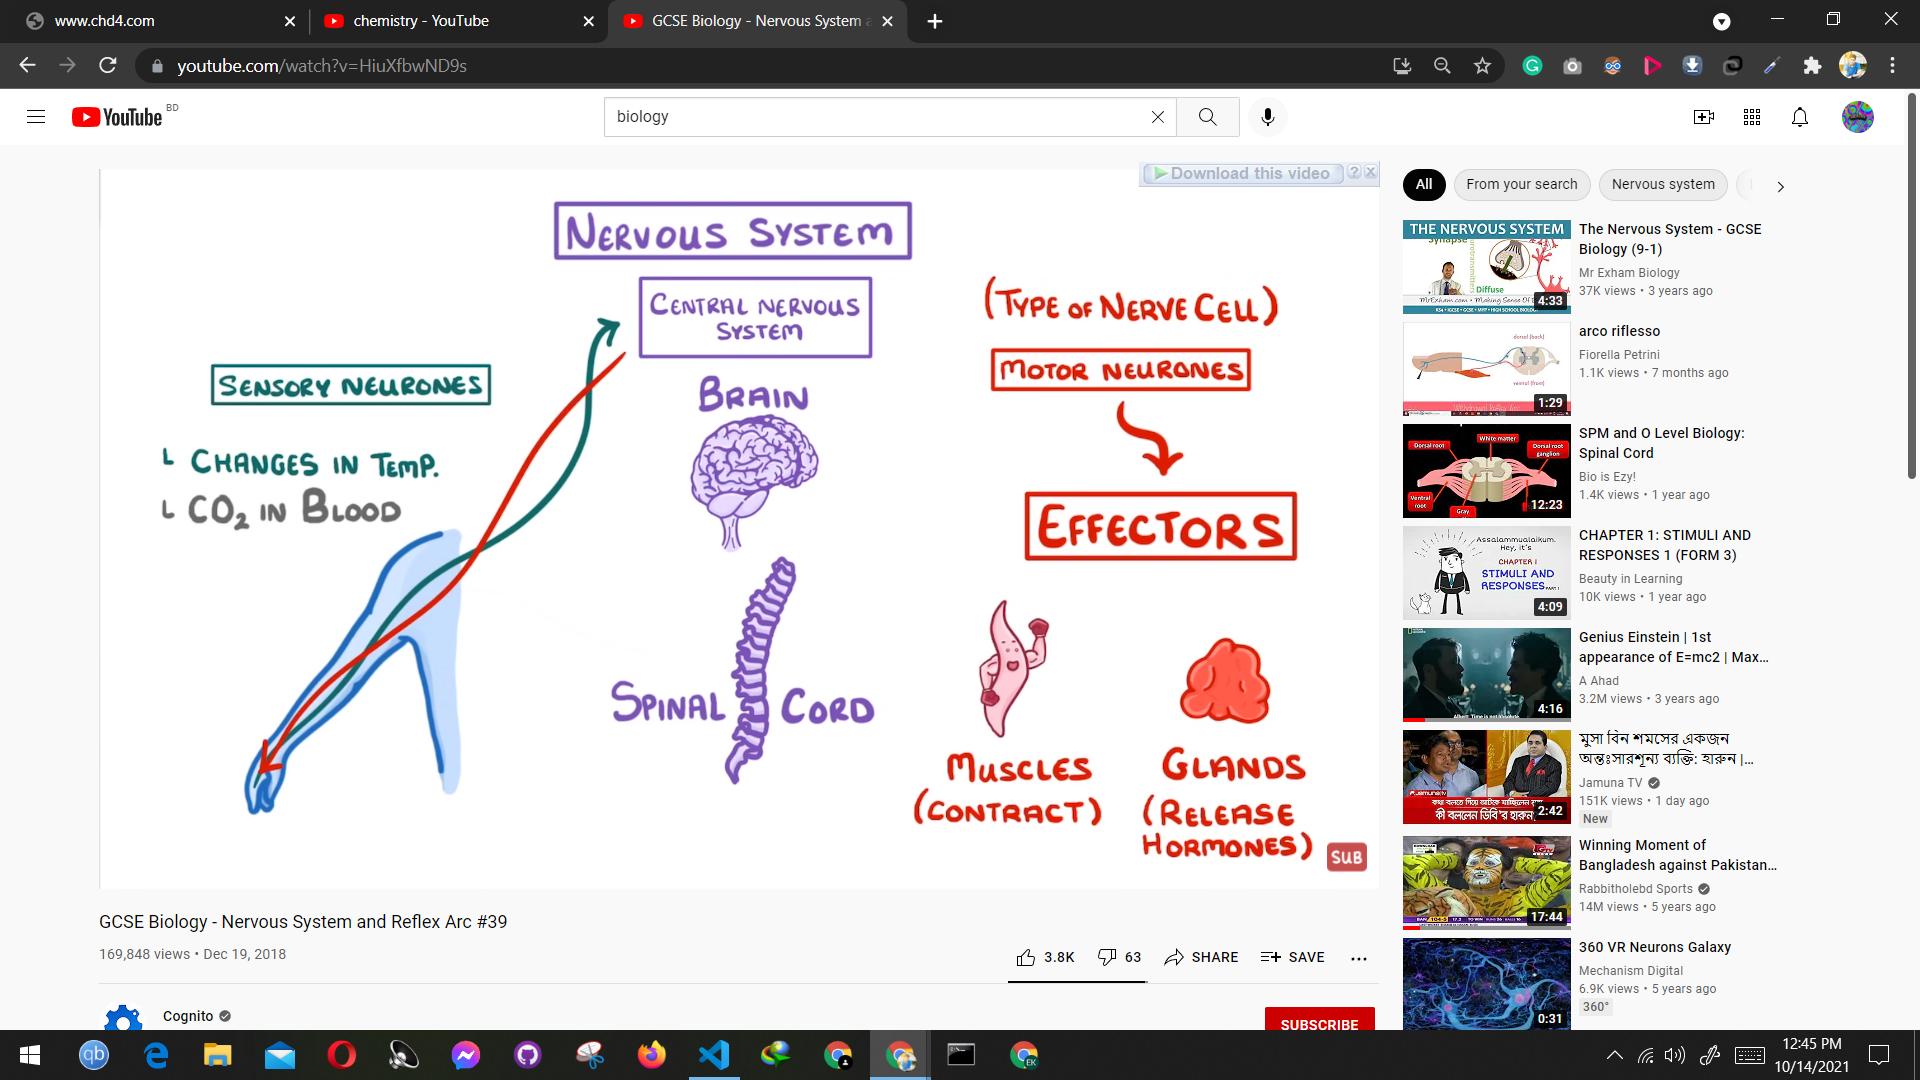 www.chd4.com
chemistry - YouTube
GCSE Biology - Nervous System a
youtube.com/watch?v=HiuXfbwND9s
YouTube BD
biology
Download this video
NERVOUS SYSTEM
CENTRAL NERVOUS
SYSTEM
BRAIN
SPINAL CORD
SENSORY NEURONES
CHANGES IN TEMP.
CO2 IN BLOOD
(TYPE OF NERVE CELL)
MOTOR NEURONES
EFFECTORS
MUSCLES
(CONTRACT)
GLANDS
(RELEASE
HORMONES)
SUB
GCSE Biology - Nervous System and Reflex Arc #39
169,848 views • Dec 19, 2018
3.8K
63
SHARE
SAVE
Cognito
SUBSCRIBE
All
From your search
Nervous system
THE NERVOUS SYSTEM
Diffuse
4:33
The Nervous System - GCSE
Biology (9-1)
Mr Exham Biology
37K views • 3 years ago
dorsal (back)
ventral (front)
1:29
arco riflesso
Fiorella Petrini
1.1K views • 7 months ago
Dorsal root
White matter
Dorsal root
ganglion
Ventral
root
Gray
12:23
SPM and O Level Biology:
Spinal Cord
Bio is Ezy!
1.4K views • 1 year ago
Assalammualaikum.
Hey, it's
CHAPTER 1
STIMULI AND
RESPONSES
4:09
CHAPTER 1: STIMULI AND
RESPONSES 1 (FORM 3)
Beauty in Learning
10K views • 1 year ago
4:16
Genius Einstein | 1st
appearance of E=mc2 | Max...
A Ahad
3.2M views • 3 years ago
কী বললেন ডিবি'র হারুন
2:42
মুসা বিন শমসের একজন
অন্তঃসারশূন্য ব্যক্তি: হারুন |...
Jamuna TV
151K views • 1 day ago
New
17:44
Winning Moment of
Bangladesh against Pakistan...
Rabbitholebd Sports
14M views • 5 years ago
0:31
360 VR Neurons Galaxy
Mechanism Digital
6.9K views • 5 years ago
360°
qb
EK
12:45 PM
10/14/2021